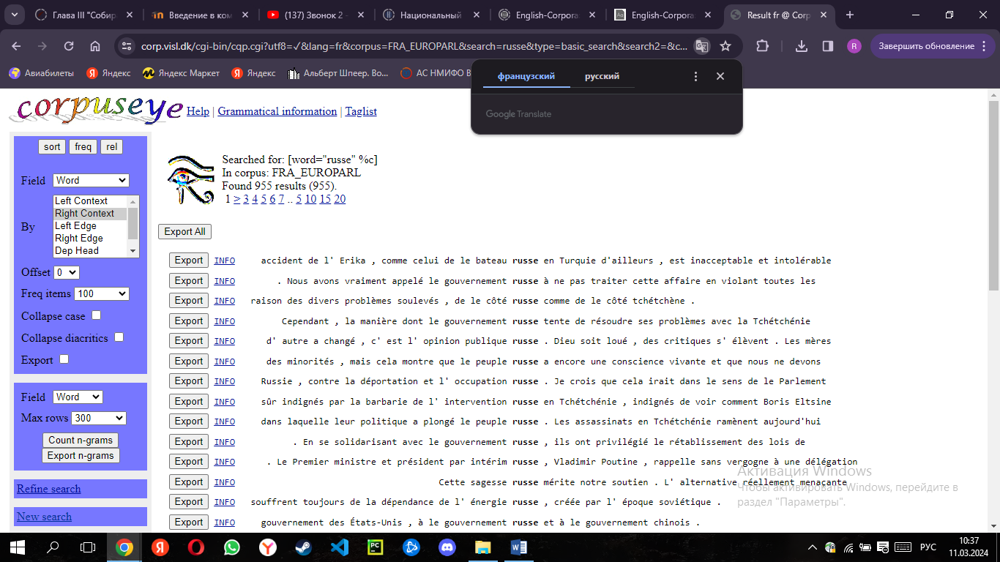 Глава III "Собир
Введение в ком
(137) Звонок 2 –
Национальный
English-Corpora
English-Corpora
Result fr @ Corp
corp.visl.dk/cgi-bin/cqp.cgi?utf8=✓&lang=fr&corpus=FRA_EUROPARL&search=russe&type=basic_search&search2=&c...
R
Завершить обновление
Авиабилеты
Яндекс
Яндекс Маркет
Яндекс
Альберт Шпеер. Во...
АС НМИФО В
французский русский
Google Translate
corpuseye
Help | Grammatical information | Taglist
sort freq rel
Field Word
By
Left Context
Right Context
Left Edge
Right Edge
Dep Head
Offset 0
Freq items 100
Collapse case
Collapse diacritics
Export
Field Word
Max rows 300
Count n-grams
Export n-grams
Refine search
New search
Searched for: [word="russe" %c]
In corpus: FRA_EUROPARL
Found 955 results (955).
1 > 3 4 5 6 7 .. 5 10 15 20
Export All
Export INFO accident de l' Erika , comme celui de le bateau russe en Turquie d'ailleurs , est inacceptable et intolérable
Export INFO . Nous avons vraiment appelé le gouvernement russe à ne pas traiter cette affaire en violant toutes les
Export INFO raison des divers problèmes soulevés , de le côté russe comme de le côté tchétchène .
Export INFO Cependant , la manière dont le gouvernement russe tente de résoudre ses problèmes avec la Tchétchénie
Export INFO d' autre a changé , c' est l' opinion publique russe . Dieu soit loué , des critiques s' élèvent . Les mères
Export INFO des minorités , mais cela montre que le peuple russe a encore une conscience vivante et que nous ne devons
Export INFO Russie , contre la déportation et l' occupation russe . Je crois que cela irait dans le sens de le Parlement
Export INFO sûr indignés par la barbarie de l' intervention russe en Tchétchénie , indignés de voir comment Boris Eltsine
Export INFO dans laquelle leur politique a plongé le peuple russe . Les assassinats en Tchétchénie ramènent aujourd'hui
Export INFO . En se solidarisant avec le gouvernement russe , ils ont privilégié le rétablissement des lois de
Export INFO . Le Premier ministre et président par intérim russe , Vladimir Poutine , rappelle sans vergogne à une délégation
Export INFO Cette sagesse russe mérite notre soutien . L' alternative réellement menaçante
Export INFO souffrent toujours de la dépendance de l' énergie russe , créée par l' époque soviétique .
Export INFO gouvernement des États-Unis , à le gouvernement russe et à le gouvernement chinois .
Активация Windows
Чтобы активировать Windows, перейдите в
раздел "Параметры".
РУС
10:37
11.03.2024